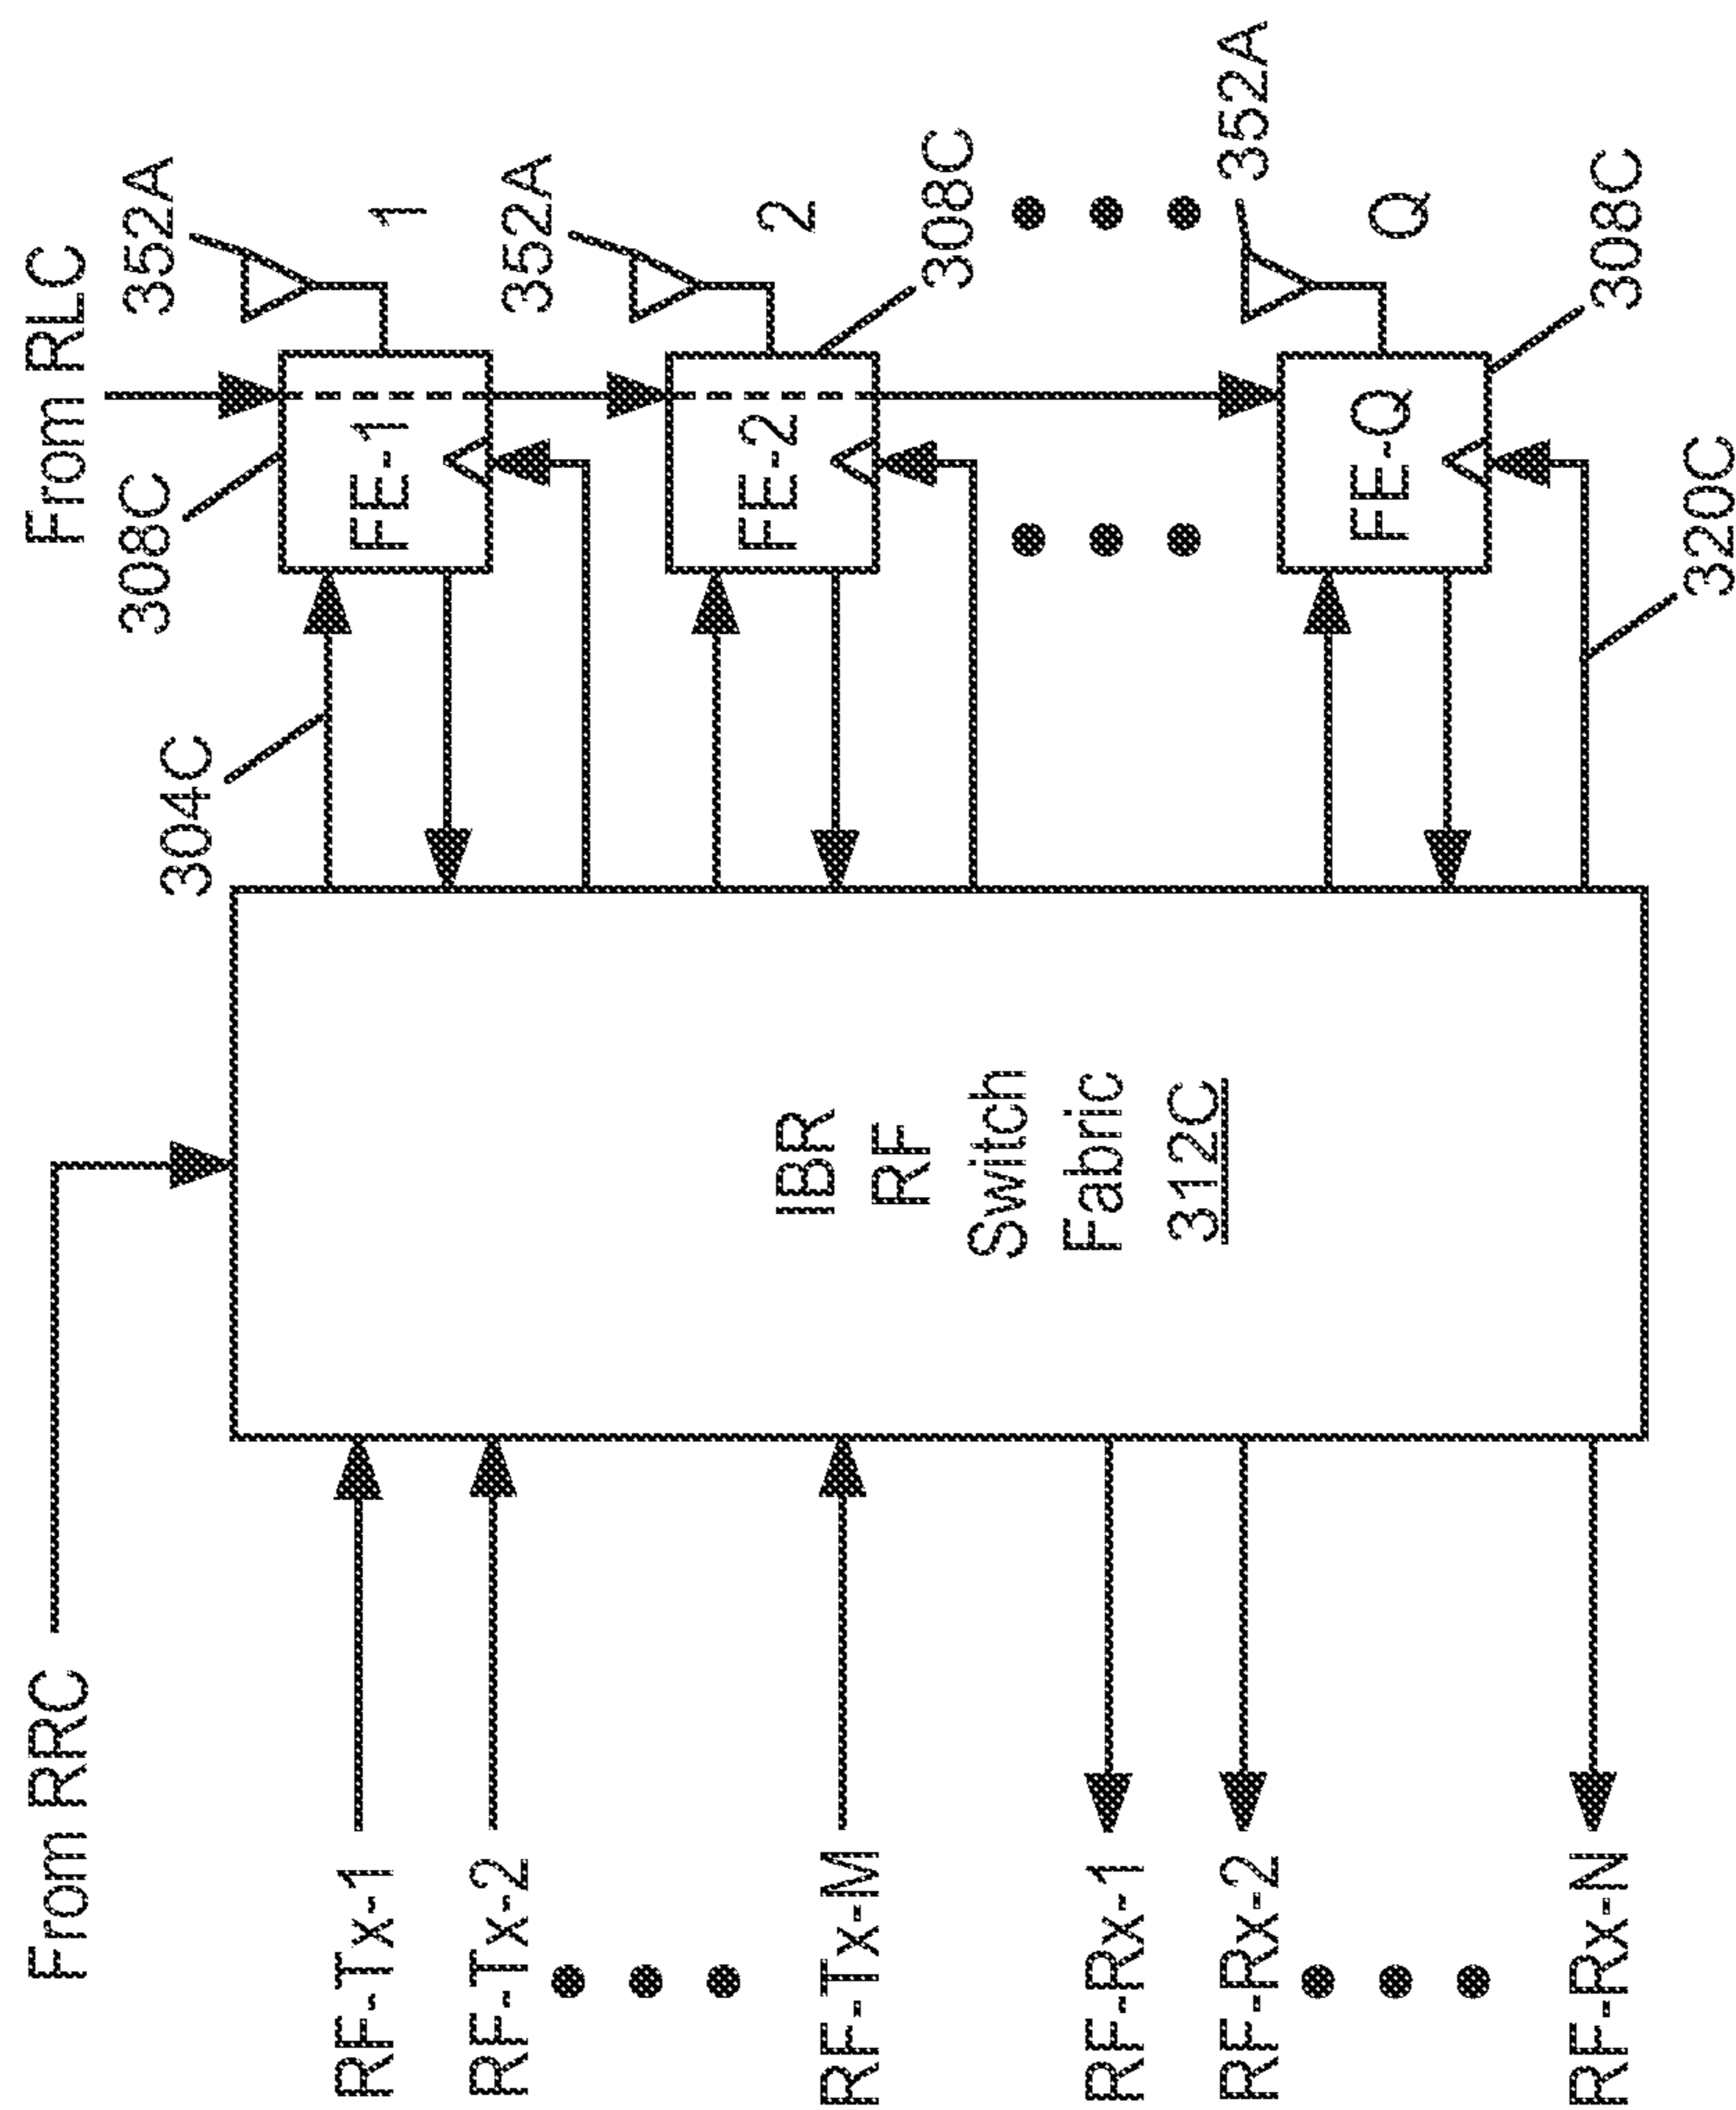 From RRC
From RLC
RF-Tx-1
RF-Tx-2
RF-Tx-M
RF-Rx-1
RF-Rx-2
RF-Rx-N
IBR
RF
Switch
Fabric
312C
304C
308C
352A
FE-1
1
352A
FE-2
2
308C
352A
FE-Q
Q
308C
320C